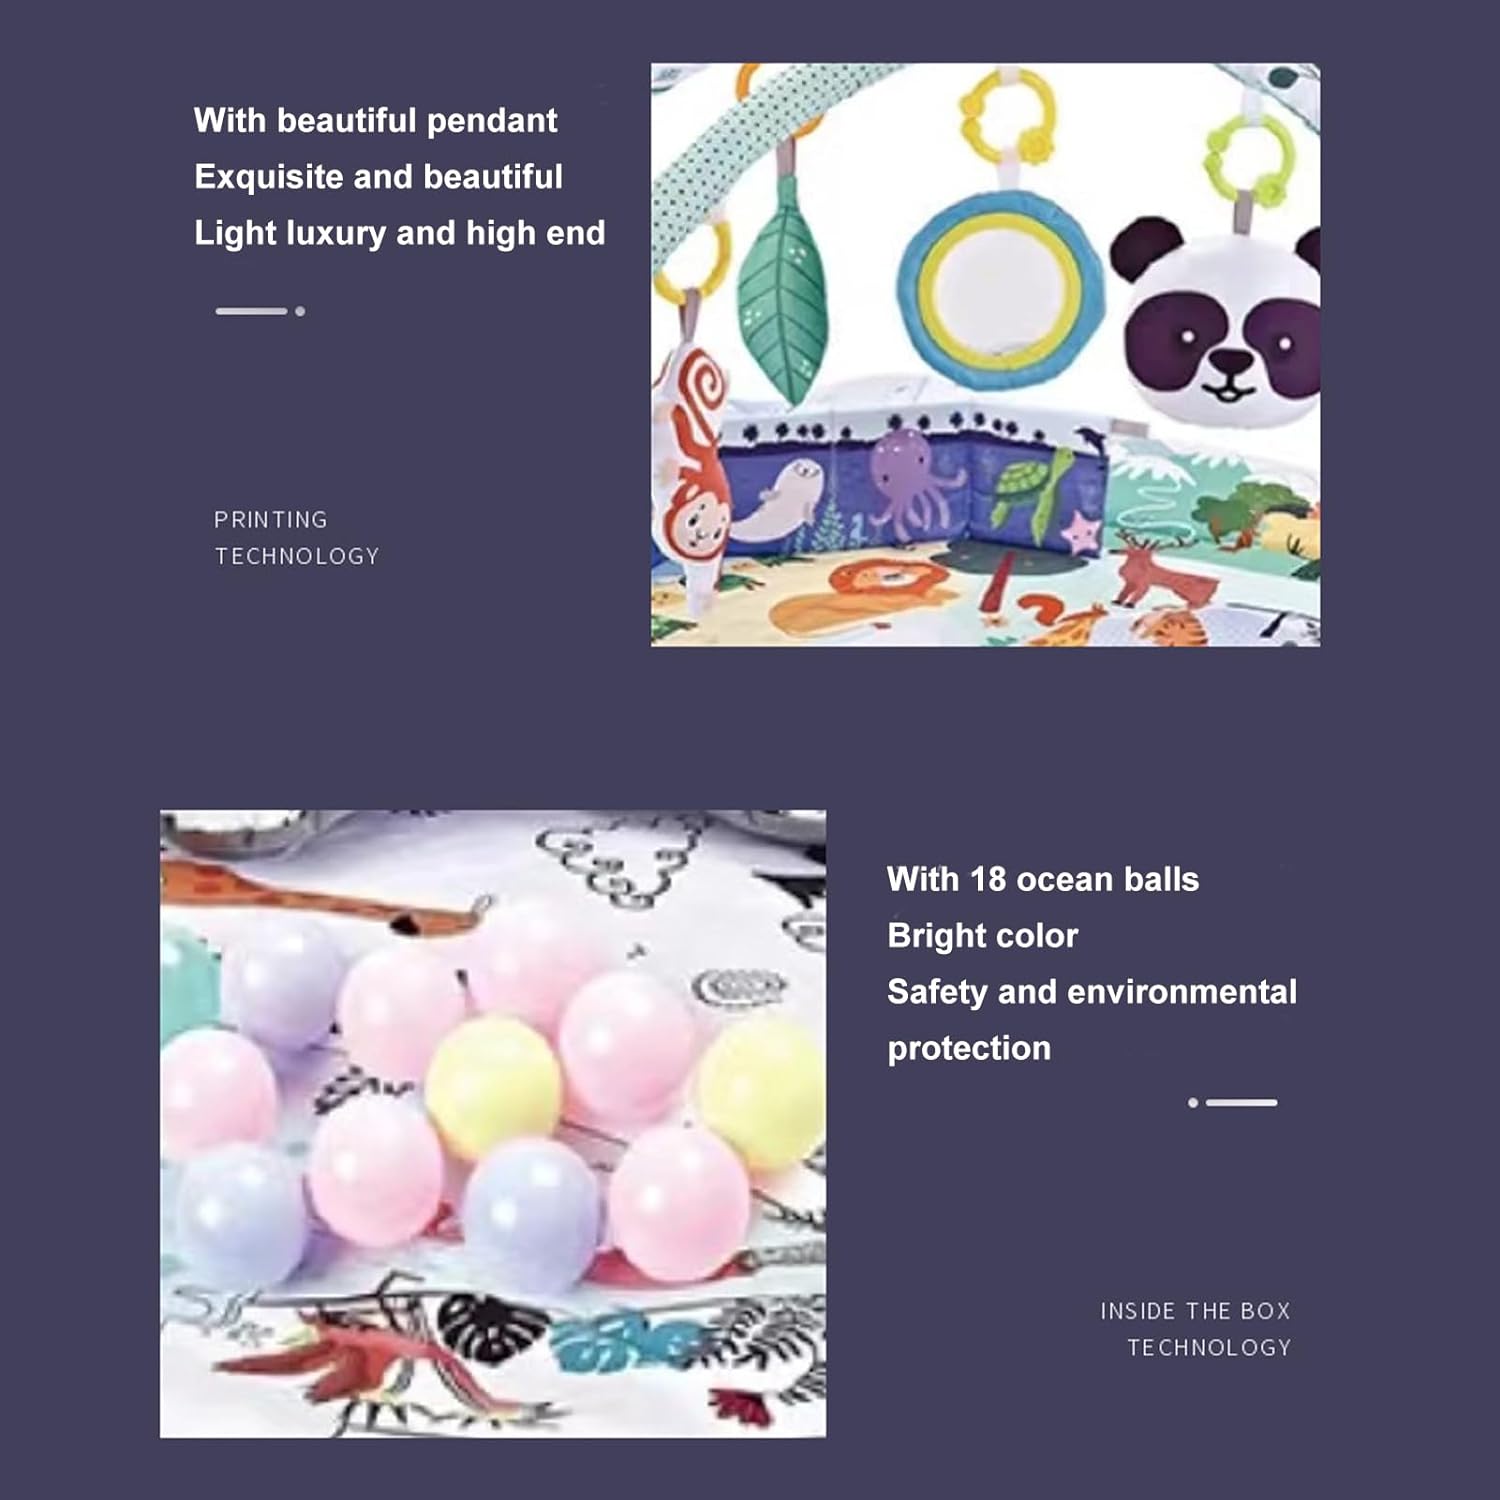 With beautiful pendant
Exquisite and beautiful
Light luxury and high end
PRINTING
TECHNOLOGY
With 18 ocean balls
Bright color
Safety and environmental
protection
INSIDE THE BOX
TECHNOLOGY